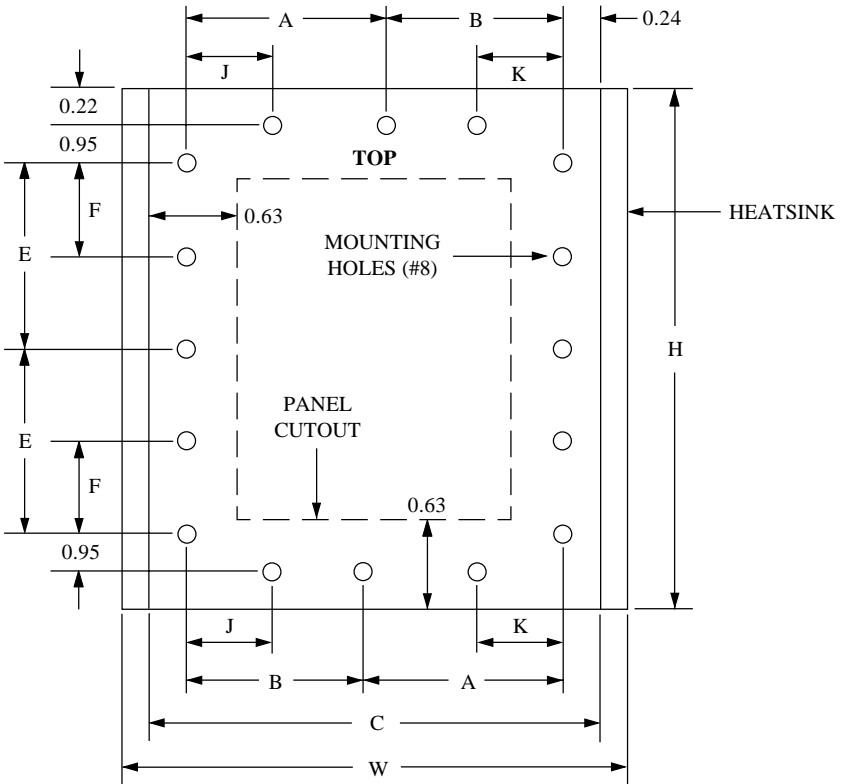 A
B
0.24
J
K
0.22
0.95
TOP
F
0.63
HEATSINK
E
MOUNTING
HOLES (#8)
H
PANEL
CUTOUT
E
F
0.63
0.95
J
K
B
A
C
W